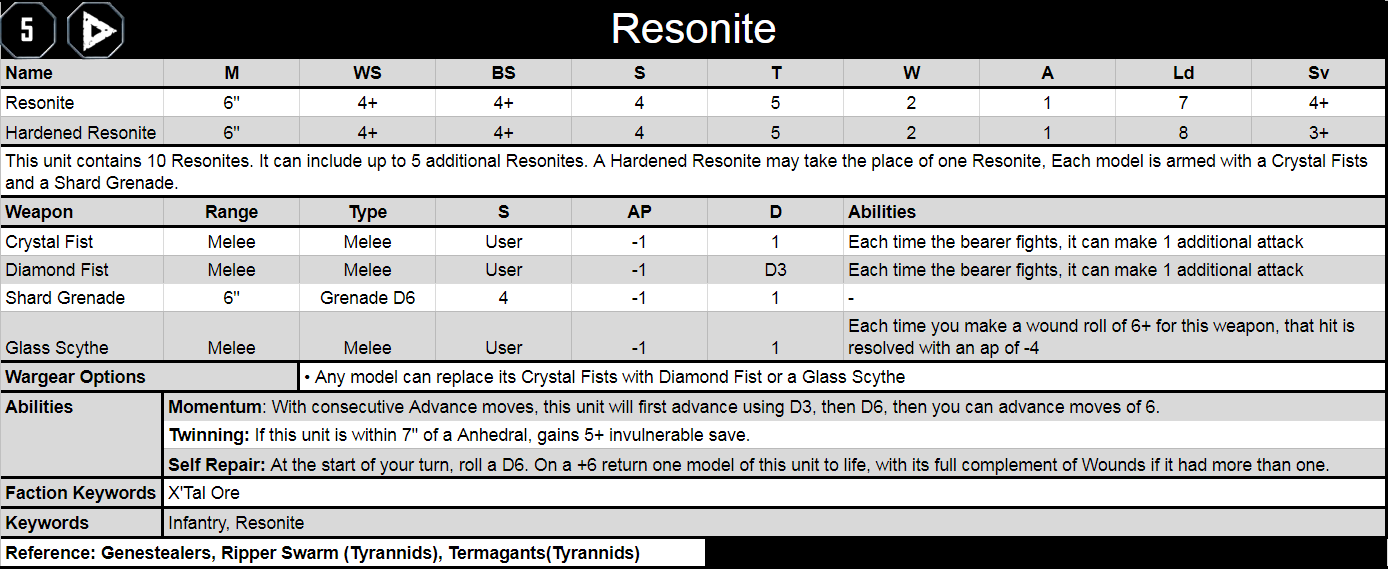 5
Resonite
Name M WS BS S T W A Ld Sv
Resonite 6" 4+ 4+ 4 5 2 1 7 4+
Hardened Resonite 6" 4+ 4+ 4 5 2 1 8 3+
This unit contains 10 Resonites. It can include up to 5 additional Resonites. A Hardened Resonite may take the place of one Resonite, Each model is armed with a Crystal Fists
and a Shard Grenade.
Weapon Range Type S AP D Abilities
Crystal Fist Melee Melee User -1 1 Each time the bearer fights, it can make 1 additional attack
Diamond Fist Melee Melee User -1 D3 Each time the bearer fights, it can make 1 additional attack
Shard Grenade 6" Grenade D6 4 -1 1 -
Each time you make a wound roll of 6+ for this weapon, that hit is
Glass Scythe Melee Melee User -1 1 resolved with an ap of -4
Wargear Options • Any model can replace its Crystal Fists with Diamond Fist or a Glass Scythe
Abilities Momentum: With consecutive Advance moves, this unit will first advance using D3, then D6, then you can advance moves of 6.
Twinning: If this unit is within 7" of a Anhedral, gains 5+ invulnerable save.
Self Repair: At the start of your turn, roll a D6. On a +6 return one model of this unit to life, with its full complement of Wounds if it had more than one.
Faction Keywords X'Tal Ore
Keywords Infantry, Resonite
Reference: Genestealers, Ripper Swarm (Tyrannids), Termagants(Tyrannids)